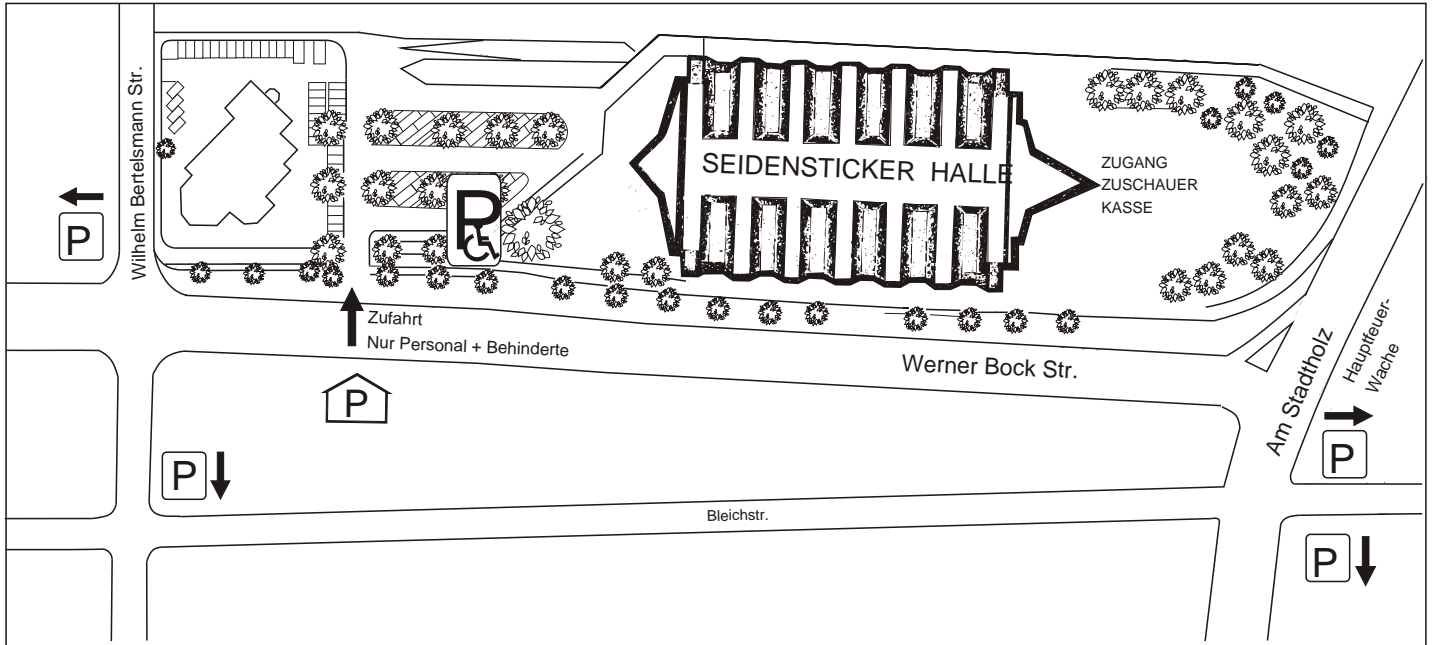 Wilhelm Bertelsmann Str.
P
P
SEIDENSTICKER HALLE
ZUGANG
ZUSCHAUER
KASSE
Zufahrt
Nur Personal + Behinderte
P
Werner Bock Str.
Am Stadtholz
Hauptfeuer-
Wache
P
P
Bleichstr.
P